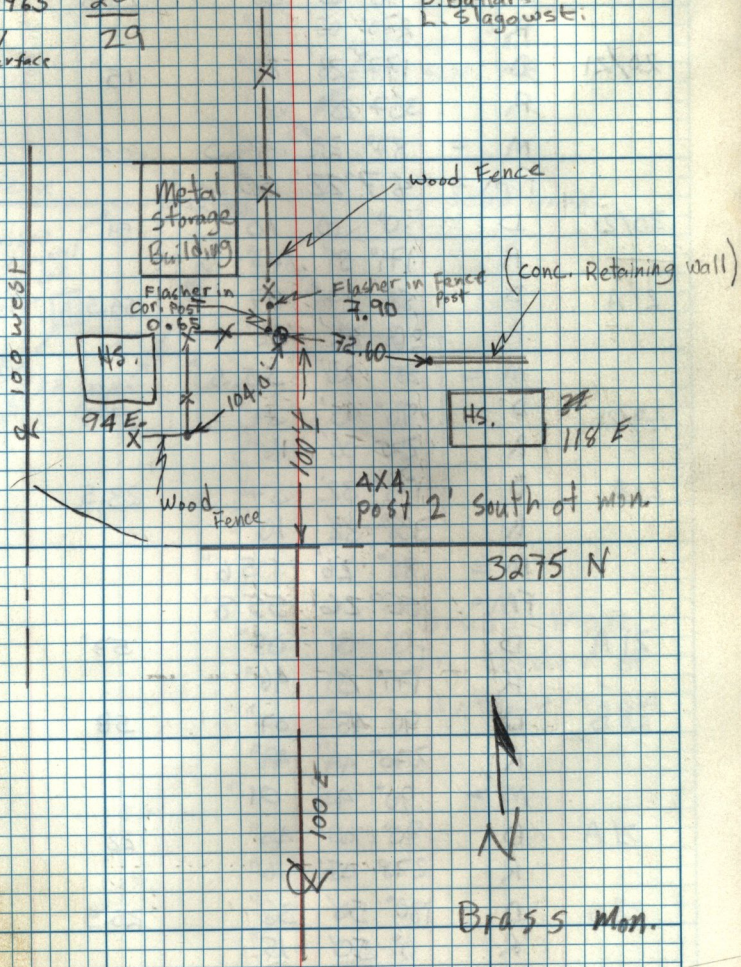 29
L. Slagowski
Metal
Storage
Building
Wood Fence
(conc. Retaining wall)
Flasher in Fence
Post
7.90
Flasher in
cor. post
0.65
72.60
HS.
94 E.
104.0'
100'±
HS.
118 E
Wood
Fence
4X4
post 2' south of mon.
3275 N
100 west
100 E
N
Brass Mon.